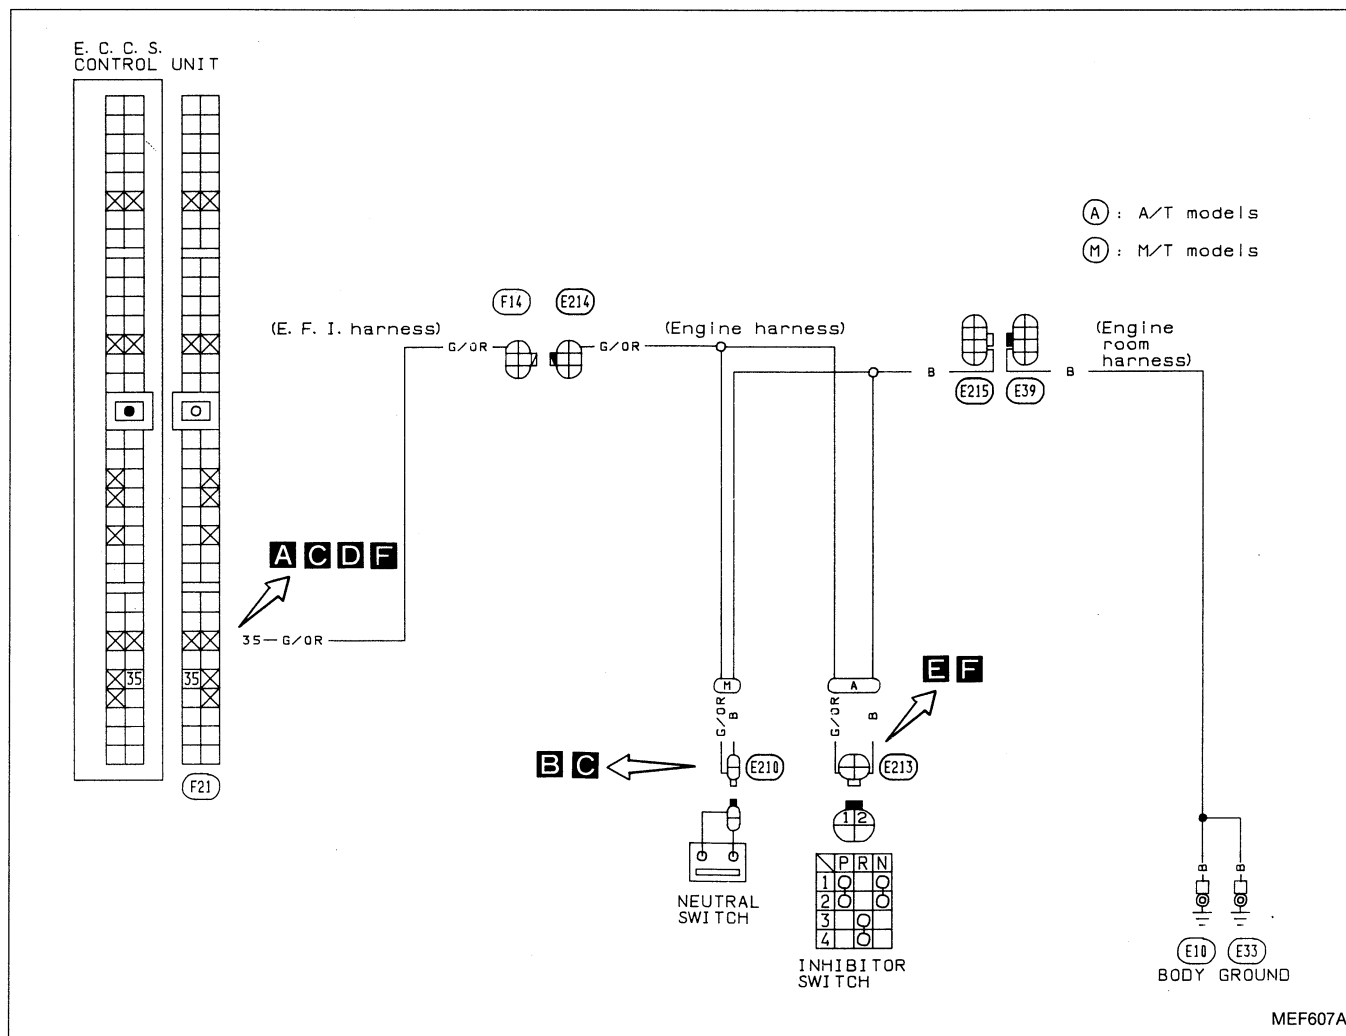 E. C. C. S.
CONTROL UNIT
A : A/T models
M : M/T models
F14 E214
(E. F. I. harness)
G/OR
G/OR
(Engine harness)
(Engine
room
harness)
B
B
E215 E39
A C D F
35 G/OR
35 35
F21
M
A
G/OR
B
G/OR
B
E F
B C
E210
E213
1 2
P R N
1
2
3
4
NEUTRAL
SWITCH
INHIBITOR
SWITCH
B
B
E10 E33
BODY GROUND
MEF607A